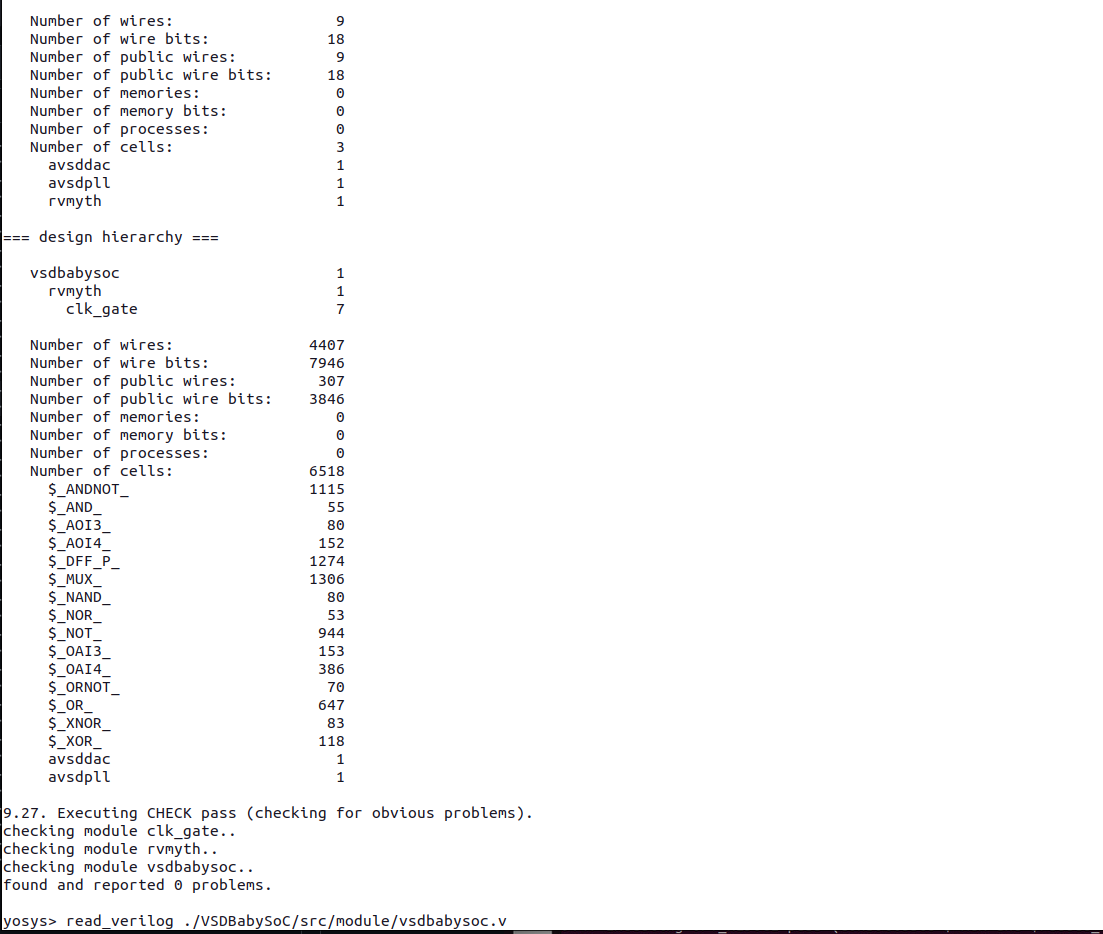 Number of wires: 9
Number of wire bits: 18
Number of public wires: 9
Number of public wire bits: 18
Number of memories: 0
Number of memory bits: 0
Number of processes: 0
Number of cells: 3
avsddac 1
avsdpll 1
rvmyth 1
=== design hierarchy ===
vsdbabysoc 1
rvmyth 1
clk_gate 7
Number of wires: 4407
Number of wire bits: 7946
Number of public wires: 307
Number of public wire bits: 3846
Number of memories: 0
Number of memory bits: 0
Number of processes: 0
Number of cells: 6518
$_ANDNOT_ 1115
$_AND_ 55
$_AOI3_ 80
$_AOI4_ 152
$_DFF_P_ 1274
$_MUX_ 1306
$_NAND_ 80
$_NOR_ 53
$_NOT_ 944
$_OAI3_ 153
$_OAI4_ 386
$_ORNOT_ 70
$_OR_ 647
$_XNOR_ 83
$_XOR_ 118
avsddac 1
avsdpll 1
9.27. Executing CHECK pass (checking for obvious problems).
checking module clk_gate..
checking module rvmyth..
checking module vsdbabysoc..
found and reported 0 problems.
yosys> read_verilog ./VSDBabySoC/src/module/vsdbabysoc.v